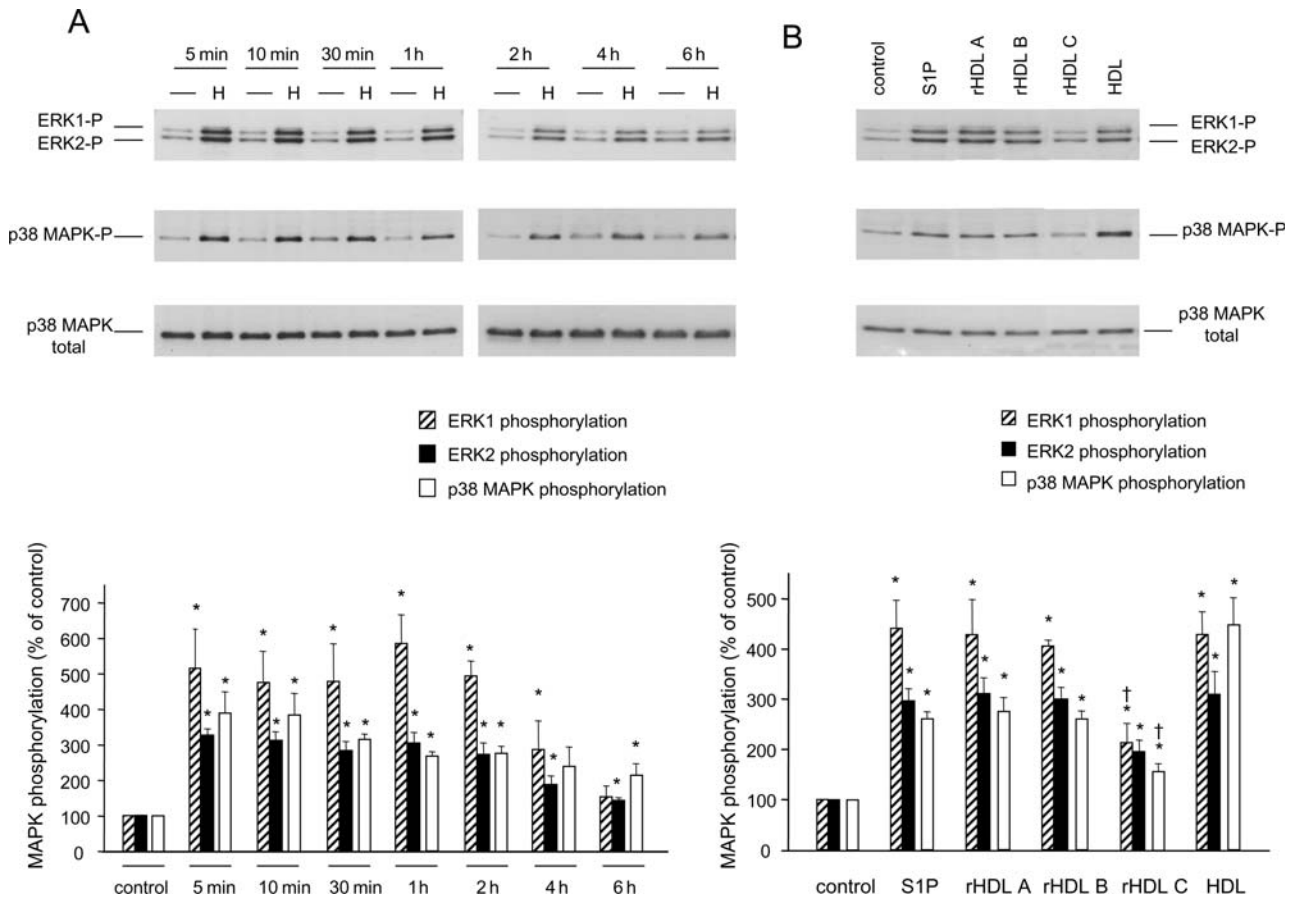 A
5 min 10 min 30 min 1 h 2 h 4 h 6 h
— H — H — H — H — H — H — H
ERK1-P
ERK2-P
p38 MAPK-P
p38 MAPK
total
ERK1 phosphorylation
ERK2 phosphorylation
p38 MAPK phosphorylation
MAPK phosphorylation (% of control)
700
600
500
400
300
200
100
0
* * * * * * * * * * * * * * * * * * *
control 5 min 10 min 30 min 1 h 2 h 4 h 6 h
B
control S1P rHDL A rHDL B rHDL C HDL
ERK1-P
ERK2-P
p38 MAPK-P
p38 MAPK
total
ERK1 phosphorylation
ERK2 phosphorylation
p38 MAPK phosphorylation
MAPK phosphorylation (% of control)
500
400
300
200
100
0
* * * * * * * * * † * * † * * * *
control S1P rHDL A rHDL B rHDL C HDL